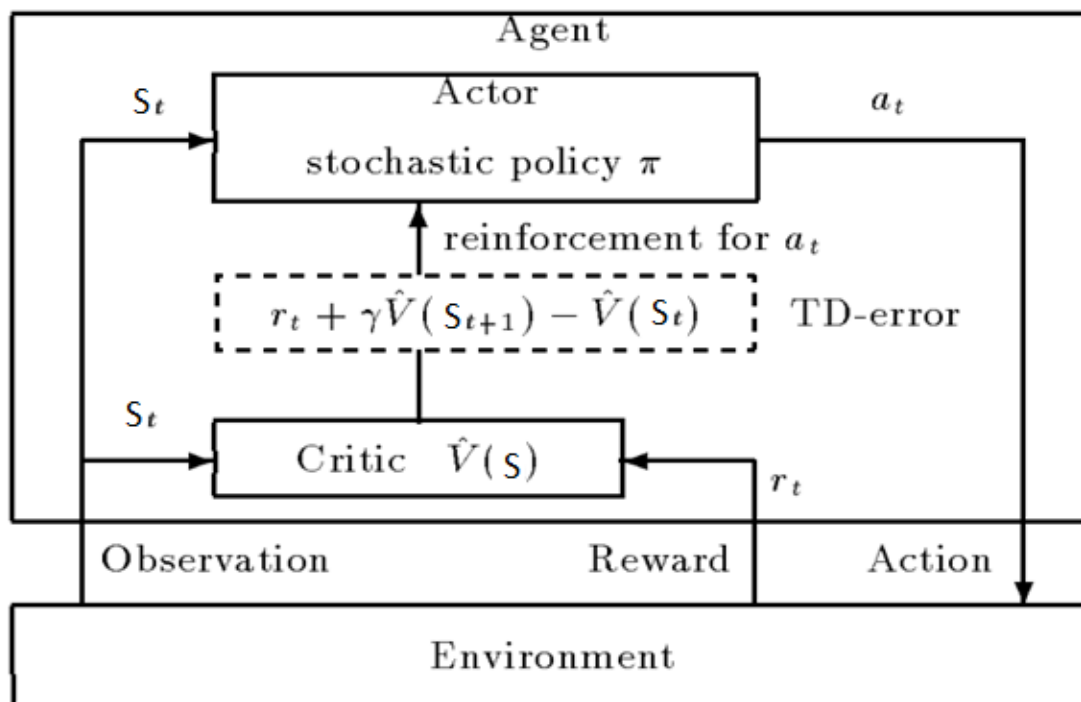 Agent
Sₜ
Actor
aₜ
stochastic policy π
reinforcement for aₜ
rₜ + γV̂(Sₜ₊₁) − V̂(Sₜ)
TD-error
Sₜ
Critic V̂(S)
rₜ
Observation
Reward
Action
Environment